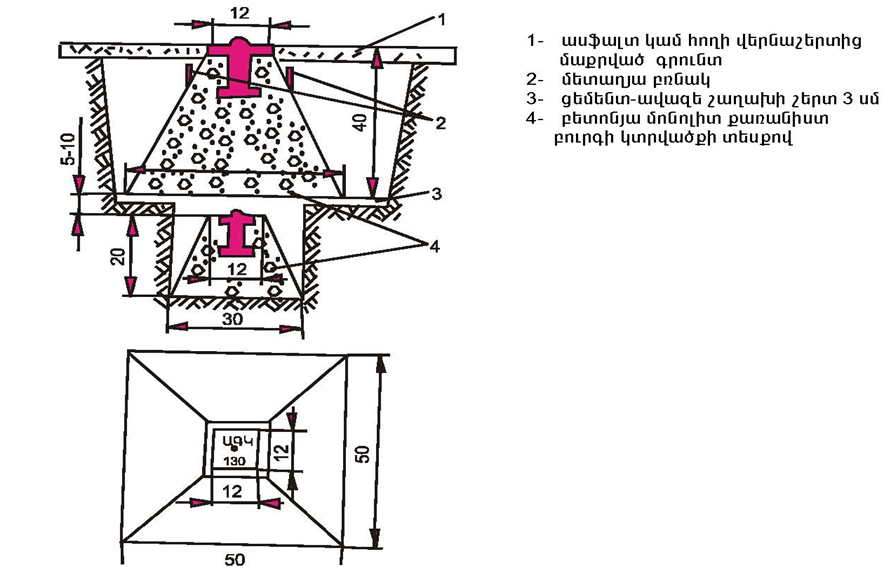 12
1
1- ասֆալտ կամ հողի վերնաշերտից
մաքրված գրունտ
2- մետաղյա բռնակ
3- ցեմենտ-ավազե շաղախի շերտ 3 սմ
4- բետոնյա մոնոլիտ քառանիստ
բուրգի կտրվածքի տեսքով
40
2
5-10
3
4
20
12
30
ԱԳԿ
130
12
12
50
50